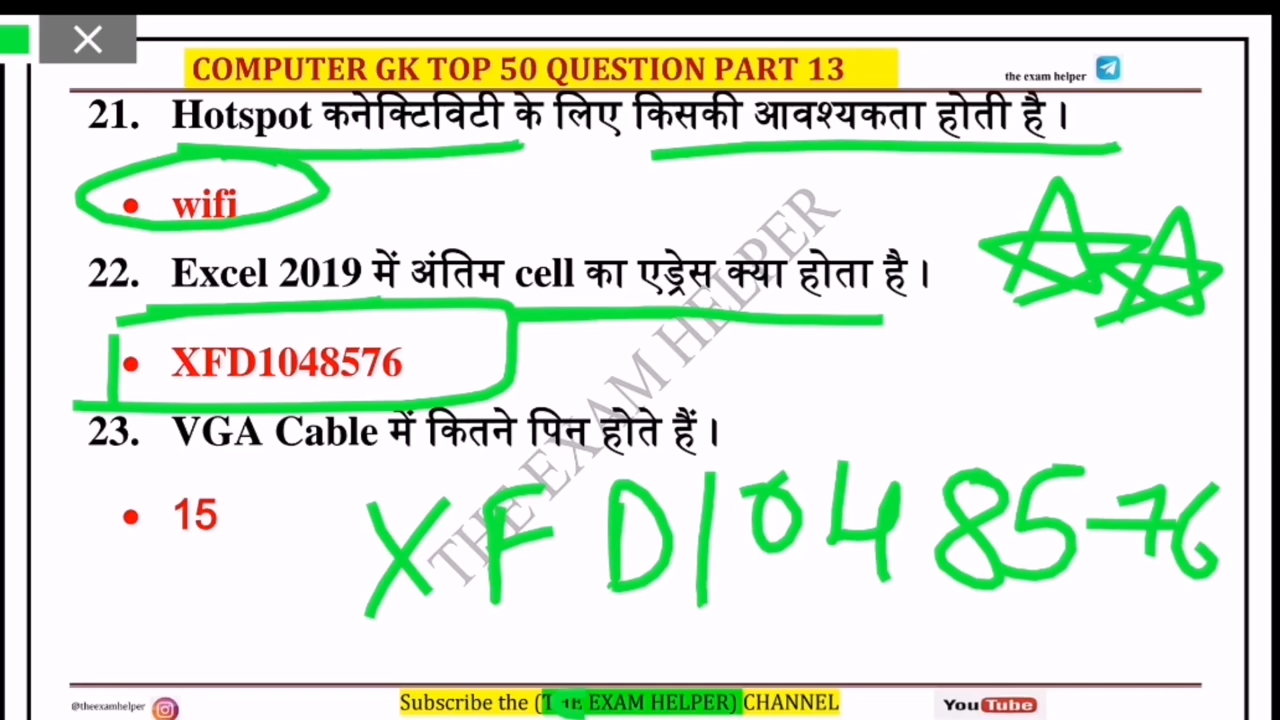 COMPUTER GK TOP 50 QUESTION PART 13
the exam helper
21. Hotspot कनेक्टिविटी के लिए किसकी आवश्यकता होती है।
• wifi
22. Excel 2019 में अंतिम cell का एड्रेस क्या होता है।
• XFD1048576
23. VGA Cable में कितने पिन होते हैं।
• 15
XFD1048576
THE EXAM HELPER
@theexamhelper
Subscribe the (THE EXAM HELPER) CHANNEL
YouTube